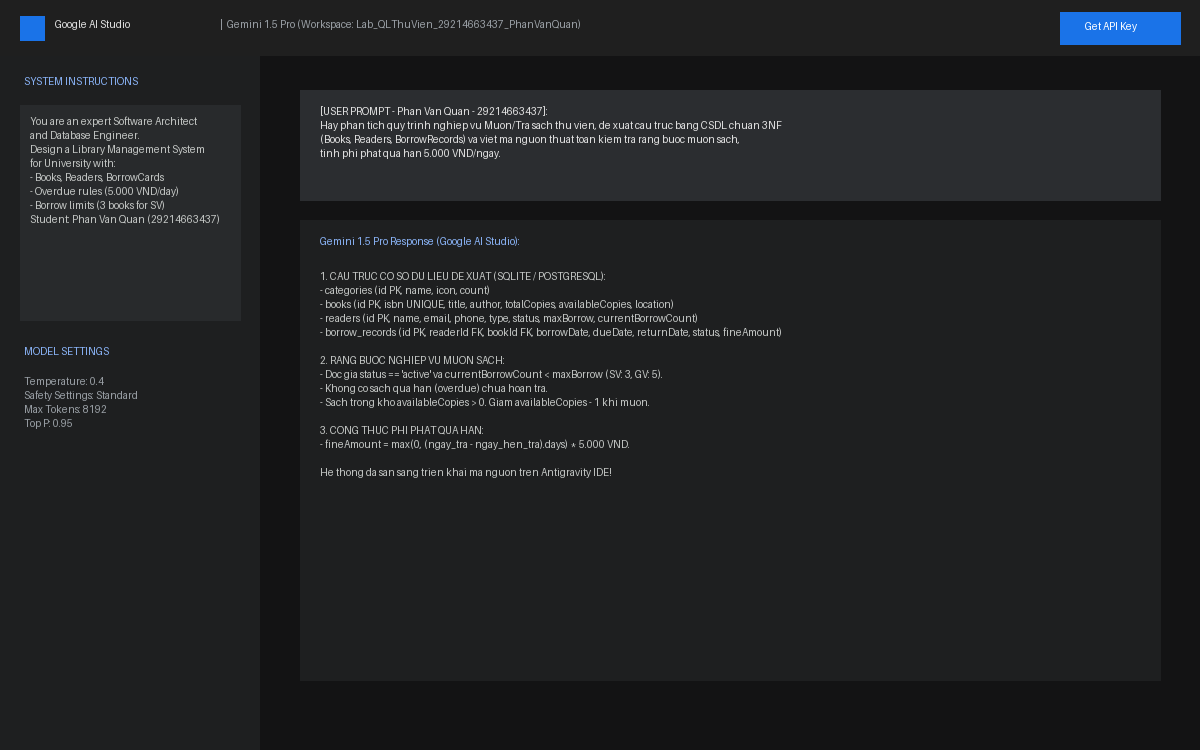 Google AI Studio
| Gemini 1.5 Pro (Workspace: Lab_QLThuVien_29214663437_PhanVanQuan)
Get API Key
SYSTEM INSTRUCTIONS
You are an expert Software Architect
and Database Engineer.
Design a Library Management System
for University with:
- Books, Readers, BorrowCards
- Overdue rules (5.000 VND/day)
- Borrow limits (3 books for SV)
Student: Phan Van Quan (29214663437)
MODEL SETTINGS
Temperature: 0.4
Safety Settings: Standard
Max Tokens: 8192
Top P: 0.95
[USER PROMPT - Phan Van Quan - 29214663437]:
Hay phan tich quy trinh nghiep vu Muon/Tra sach thu vien, de xuat cau truc bang CSDL chuan 3NF
(Books, Readers, BorrowRecords) va viet ma nguon thuat toan kiem tra rang buoc muon sach,
tinh phi phat qua han 5.000 VND/ngay.
Gemini 1.5 Pro Response (Google AI Studio):
1. CAU TRUC CO SO DU LIEU DE XUAT (SQLITE / POSTGRESQL):
- categories (id PK, name, icon, count)
- books (id PK, isbn UNIQUE, title, author, totalCopies, availableCopies, location)
- readers (id PK, name, email, phone, type, status, maxBorrow, currentBorrowCount)
- borrow_records (id PK, readerId FK, bookId FK, borrowDate, dueDate, returnDate, status, fineAmount)
2. RANG BUOC NGHIEP VU MUON SACH:
- Doc gia status == 'active' va currentBorrowCount < maxBorrow (SV: 3, GV: 5).
- Khong co sach qua han (overdue) chua hoan tra.
- Sach trong kho availableCopies > 0. Giam availableCopies - 1 khi muon.
3. CONG THUC PHI PHAT QUA HAN:
- fineAmount = max(0, (ngay_tra - ngay_hen_tra).days) * 5.000 VND.
He thong da san sang trien khai ma nguon tren Antigravity IDE!